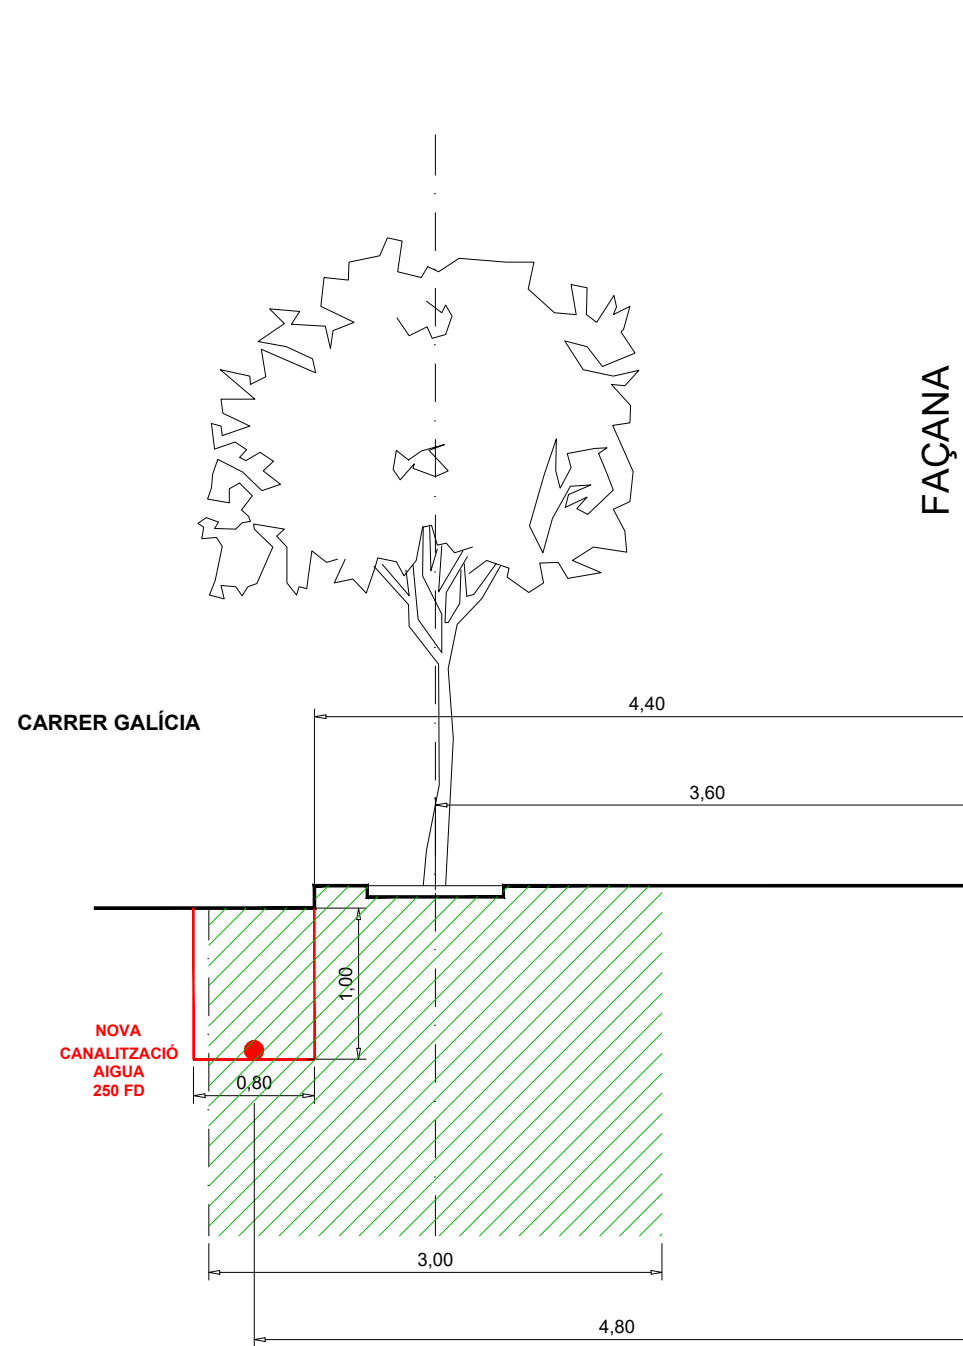 FAÇANA
4,40
CARRER GALÍCIA
3,60
1,00
NOVA
CANALITZACIÓ
AIGUA
250 FD
0,80
3,00
4,80